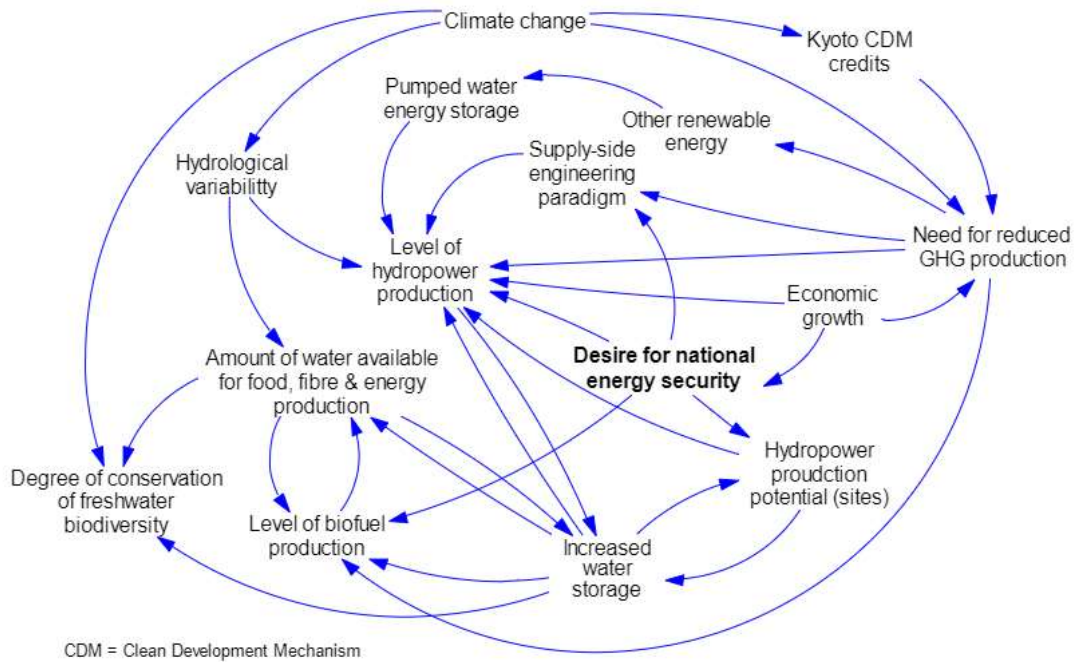 Climate change
Kyoto CDM
credits
Pumped water
energy storage
Other renewable
energy
Supply-side
engineering
paradigm
Hydrological
variabilitty
Need for reduced
GHG production
Level of
hydropower
production
Economic
growth
Desire for national
energy security
Amount of water available
for food, fibre & energy
production
Hydropower
proudction
potential (sites)
Degree of conservation
of freshwater
biodiversity
Level of biofuel
production
Increased
water
storage
CDM = Clean Development Mechanism